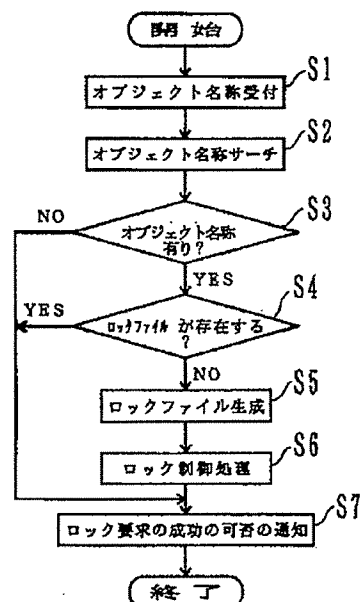 開始
S1
オブジェクト名称受付
S2
オブジェクト名称サーチ
S3
NO
オブジェクト名称
有り?
YES
S4
YES
ロックファイル が存在する
?
NO
S5
ロックファイル生成
S6
ロック制御処理
S7
ロック要求の成功の可否の通知
終了